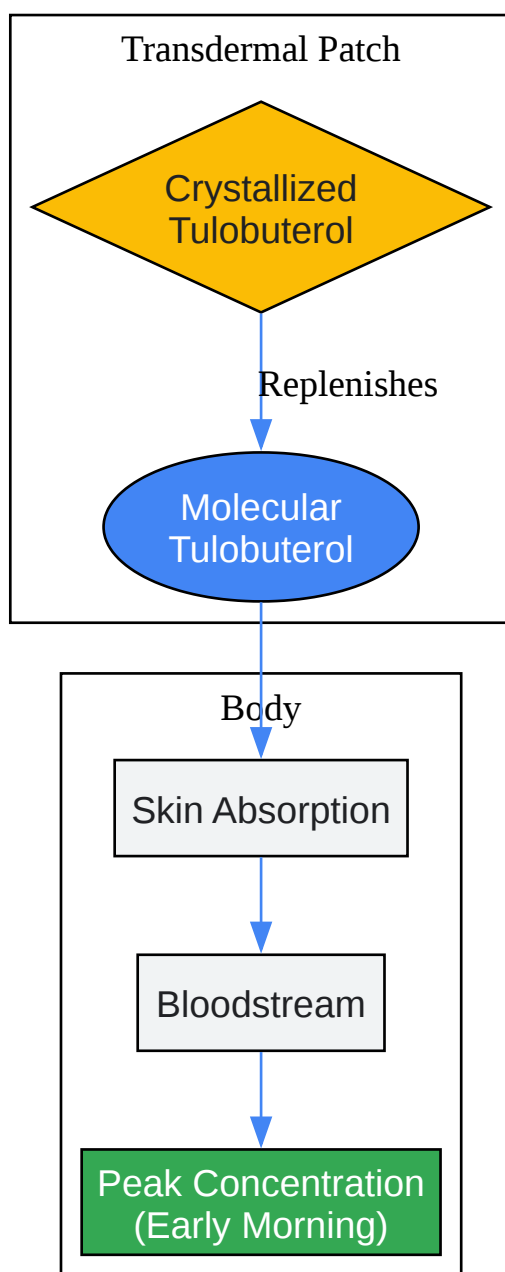 Transdermal Patch
Crystallized
Tulobuterol
Replenishes
Molecular
Tulobuterol
Body
Skin Absorption
Bloodstream
Peak Concentration
(Early Morning)